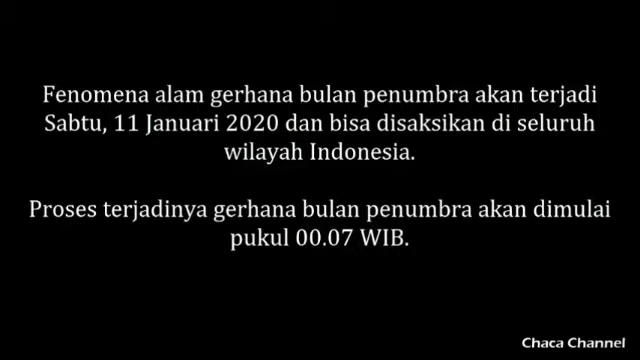 Fenomena alam gerhana bulan penumbra akan terjadi
Sabtu, 11 Januari 2020 dan bisa disaksikan di seluruh
wilayah Indonesia.
Proses terjadinya gerhana bulan penumbra akan dimulai
pukul 00.07 WIB.
Chaca Channel